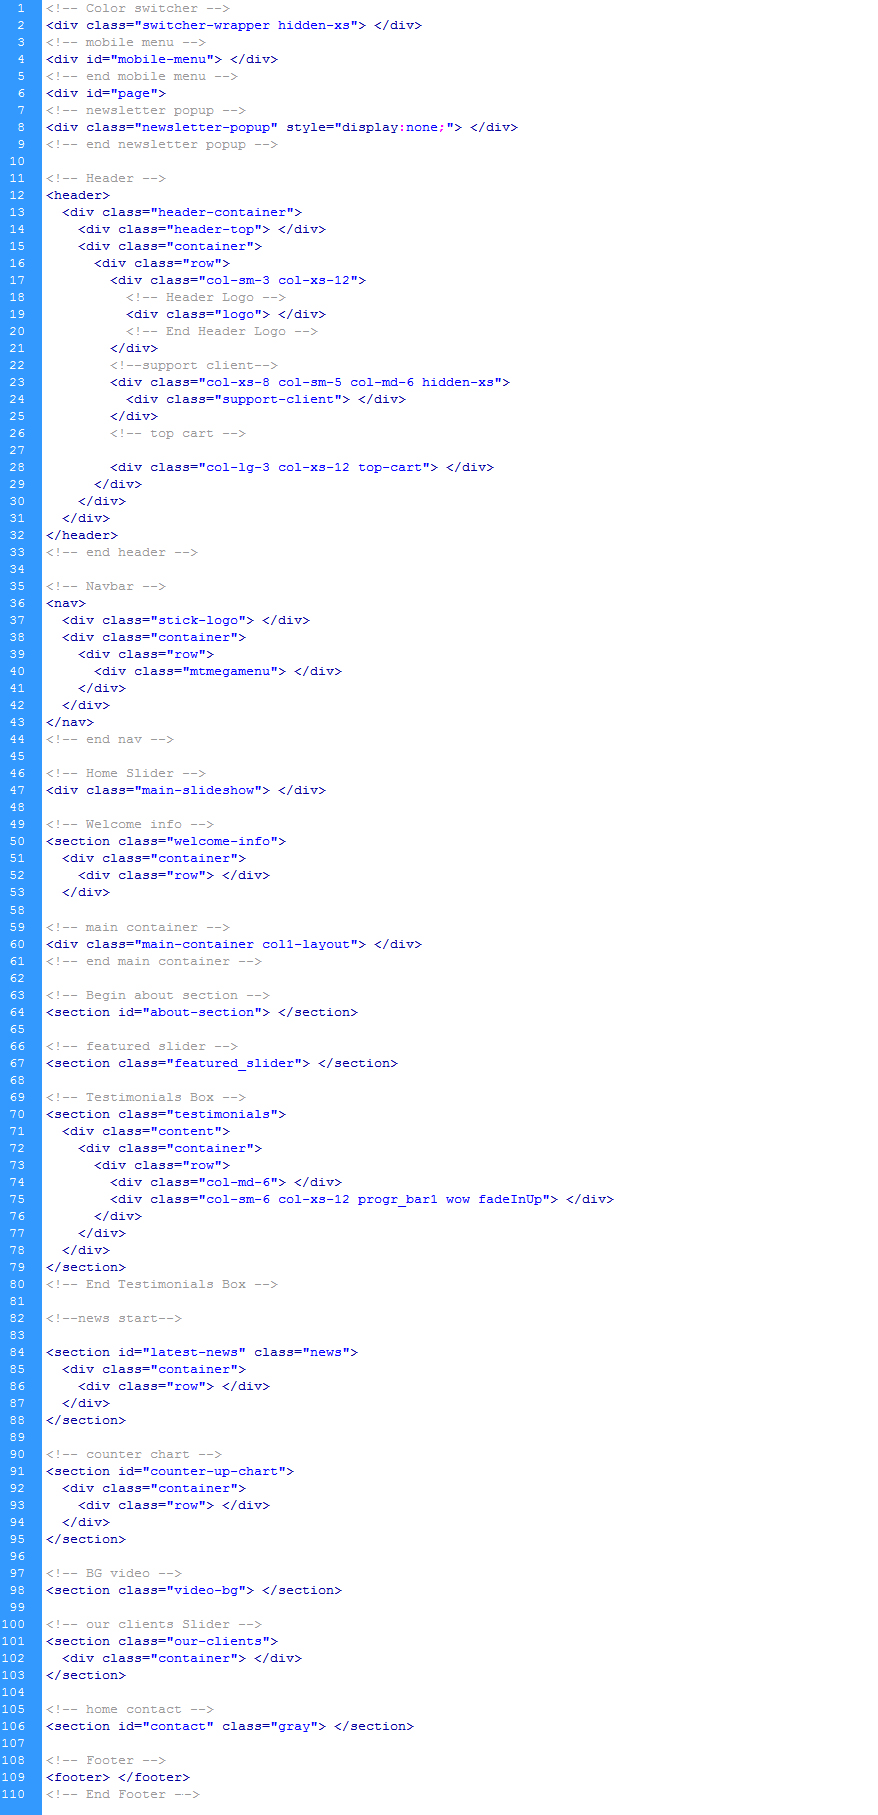 1 <!-- Color switcher -->
2 <div class="switcher-wrapper hidden-xs"> </div>
3 <!-- mobile menu -->
4 <div id="mobile-menu"> </div>
5 <!-- end mobile menu -->
6 <div id="page">
7 <!-- newsletter popup -->
8 <div class="newsletter-popup" style="display:none;"> </div>
9 <!-- end newsletter popup -->
10
11 <!-- Header -->
12 <header>
13   <div class="header-container">
14     <div class="header-top"> </div>
15     <div class="container">
16       <div class="row">
17         <div class="col-sm-3 col-xs-12">
18           <!-- Header Logo -->
19           <div class="logo"> </div>
20           <!-- End Header Logo -->
21         </div>
22         <!--support client-->
23         <div class="col-xs-8 col-sm-5 col-md-6 hidden-xs">
24           <div class="support-client"> </div>
25         </div>
26         <!-- top cart -->
27
28         <div class="col-lg-3 col-xs-12 top-cart"> </div>
29       </div>
30     </div>
31   </div>
32 </header>
33 <!-- end header -->
34
35 <!-- Navbar -->
36 <nav>
37   <div class="stick-logo"> </div>
38   <div class="container">
39     <div class="row">
40       <div class="mtmegamenu"> </div>
41     </div>
42   </div>
43 </nav>
44 <!-- end nav -->
45
46 <!-- Home Slider -->
47 <div class="main-slideshow"> </div>
48
49 <!-- Welcome info -->
50 <section class="welcome-info">
51   <div class="container">
52     <div class="row"> </div>
53   </div>
58
59 <!-- main container -->
60 <div class="main-container col1-layout"> </div>
61 <!-- end main container -->
62
63 <!-- Begin about section -->
64 <section id="about-section"> </section>
65
66 <!-- featured slider -->
67 <section class="featured_slider"> </section>
68
69 <!-- Testimonials Box -->
70 <section class="testimonials">
71   <div class="content">
72     <div class="container">
73       <div class="row">
74         <div class="col-md-6"> </div>
75         <div class="col-sm-6 col-xs-12 progr_bar1 wow fadeInUp"> </div>
76       </div>
77     </div>
78   </div>
79 </section>
80 <!-- End Testimonials Box -->
81
82 <!--news start-->
83
84 <section id="latest-news" class="news">
85   <div class="container">
86     <div class="row"> </div>
87   </div>
88 </section>
89
90 <!-- counter chart -->
91 <section id="counter-up-chart">
92   <div class="container">
93     <div class="row"> </div>
94   </div>
95 </section>
96
97 <!-- BG video -->
98 <section class="video-bg"> </section>
99
100 <!-- our clients Slider -->
101 <section class="our-clients">
102   <div class="container"> </div>
103 </section>
104
105 <!-- home contact -->
106 <section id="contact" class="gray"> </section>
107
108 <!-- Footer -->
109 <footer> </footer>
110 <!-- End Footer -->